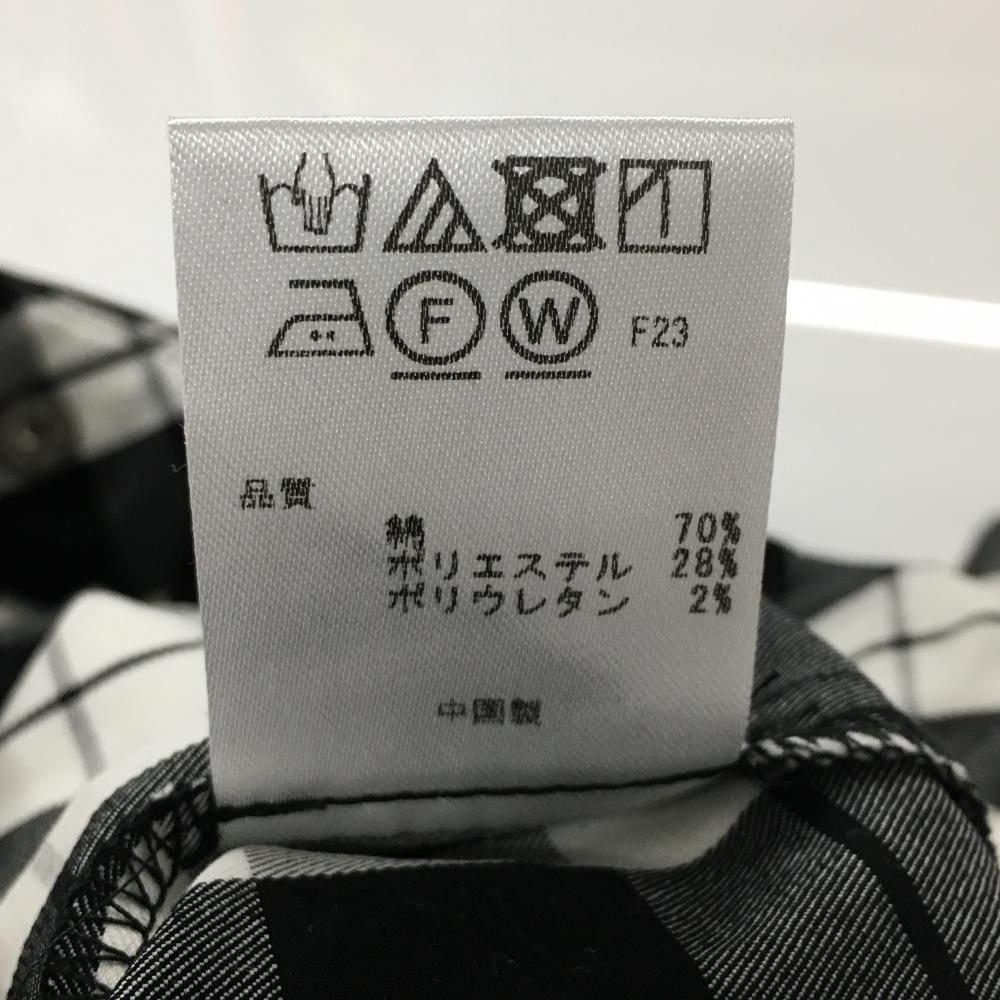 F W F23
品質
綿 70%
ポリエステル 28%
ポリウレタン 2%
中国製